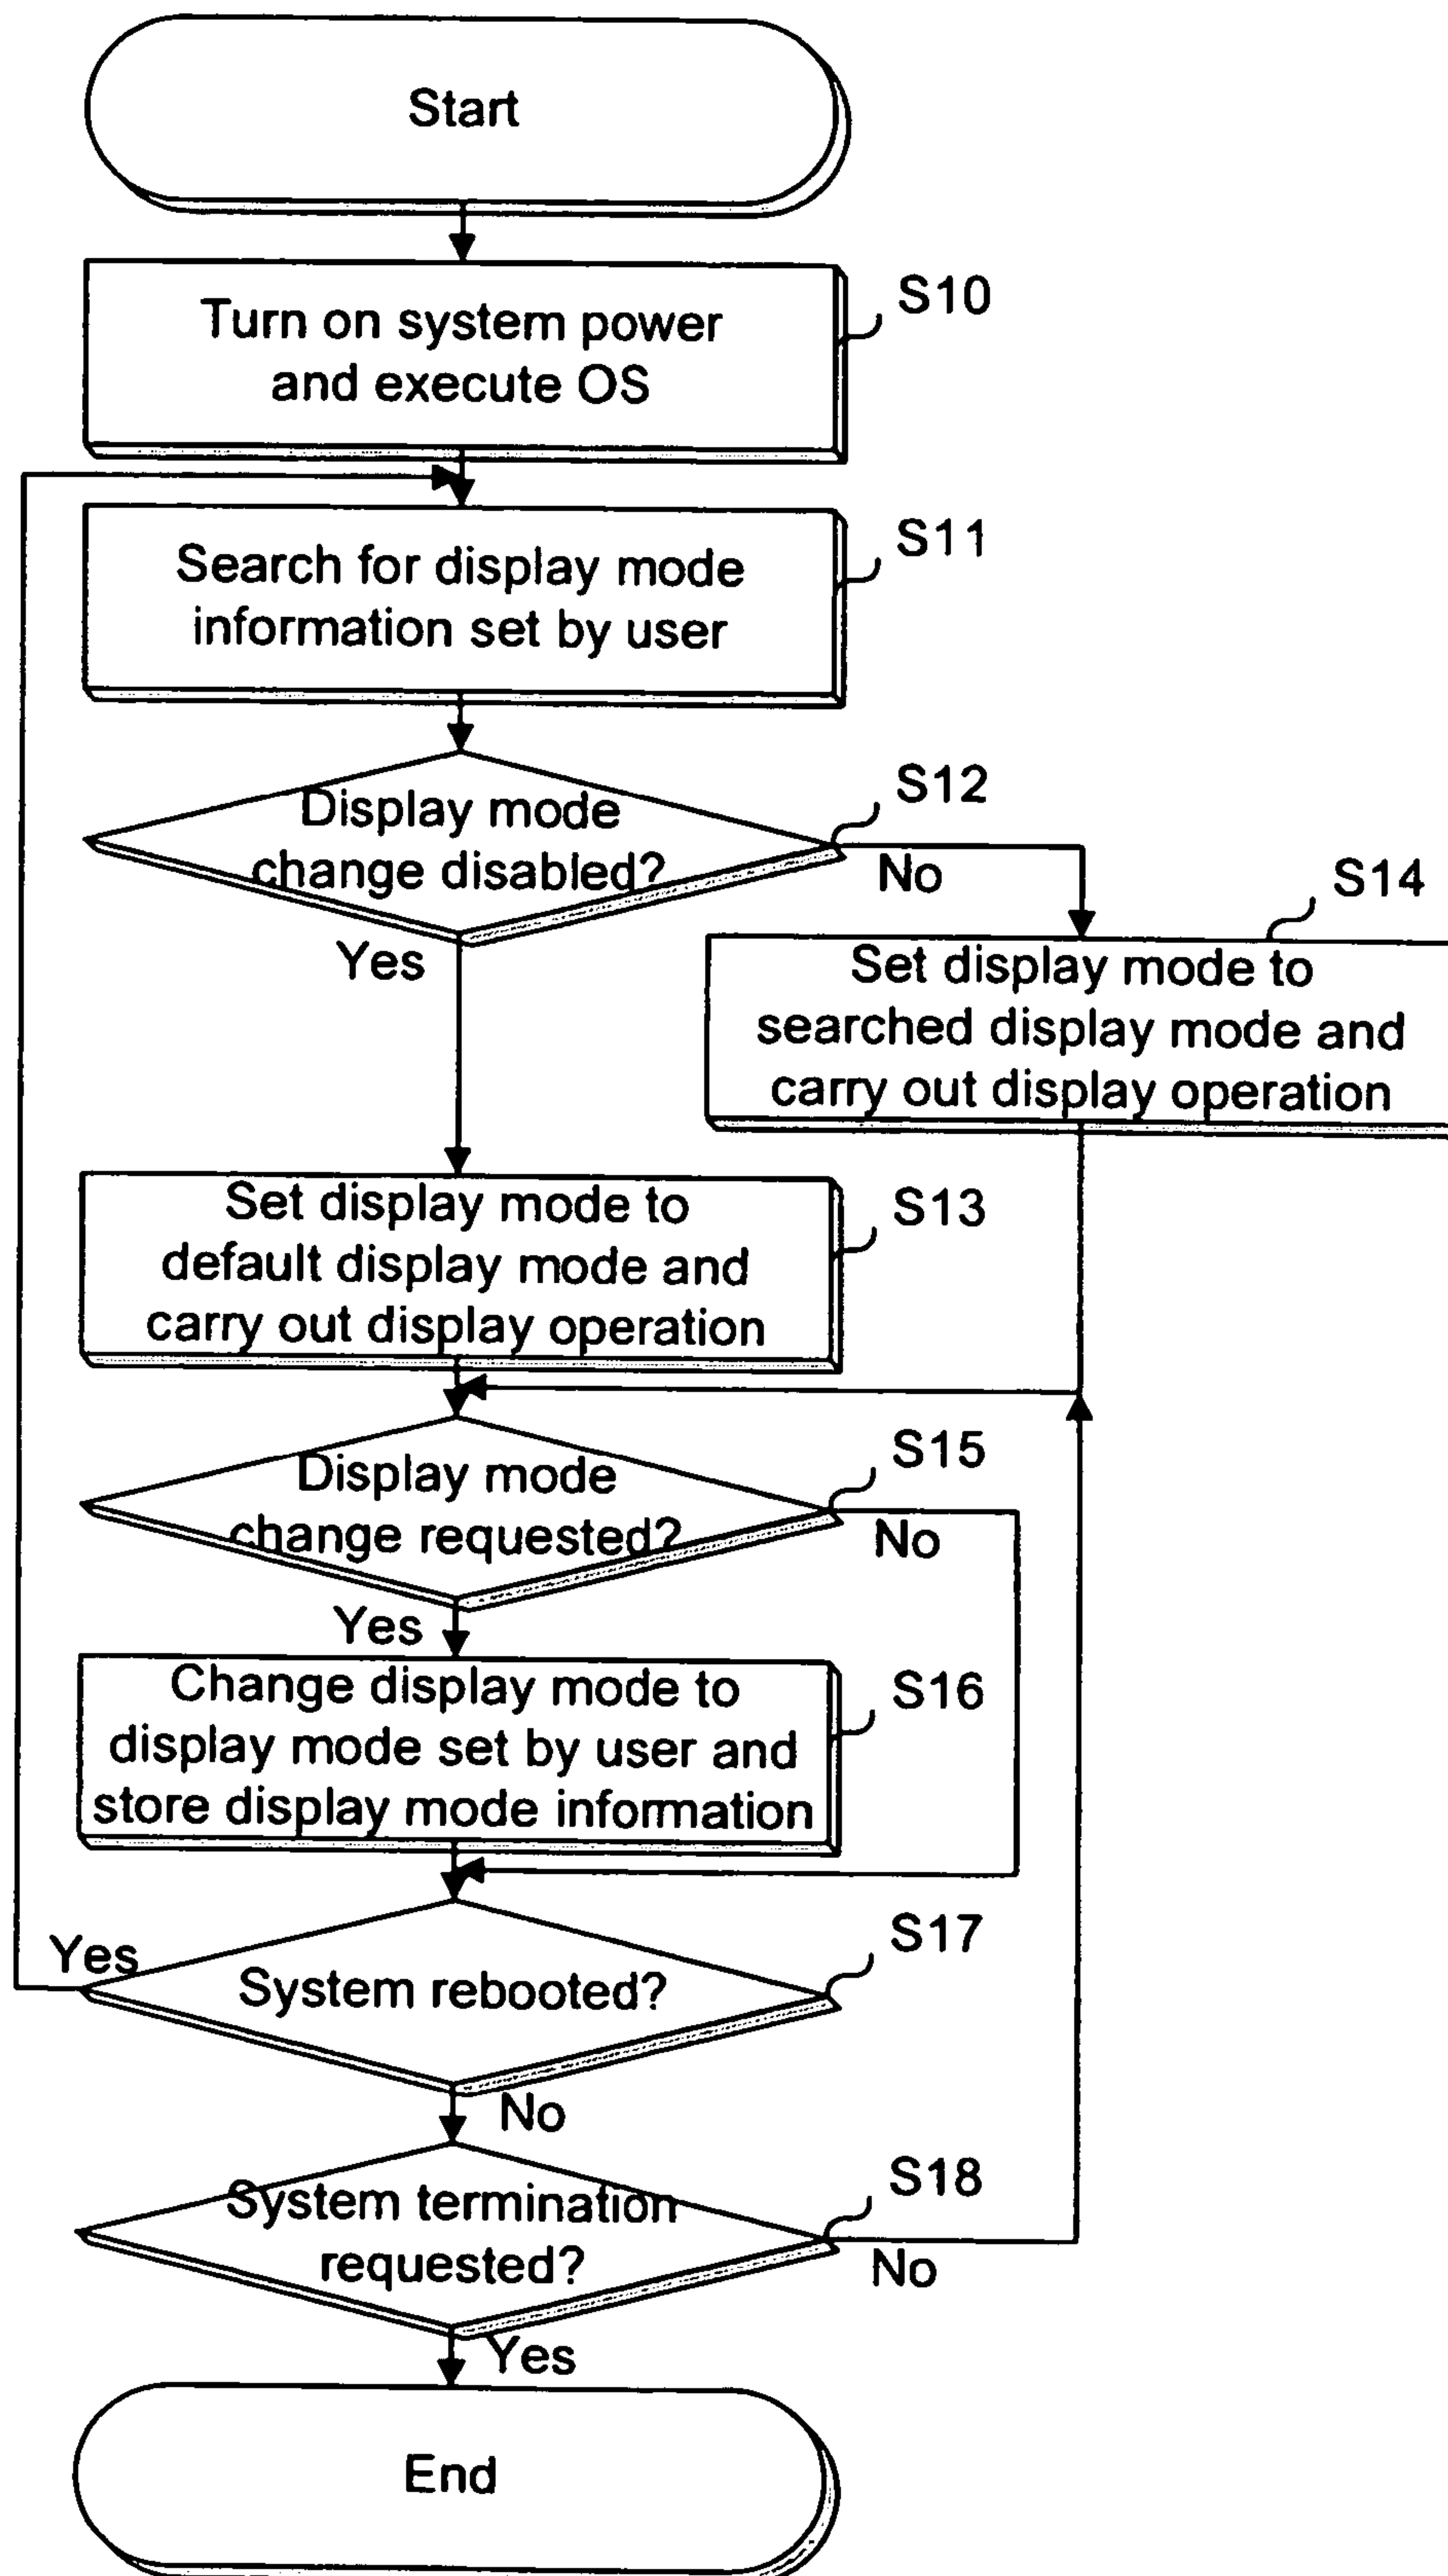 Start
Turn on system power
and execute OS
S10
Search for display mode
information set by user
S11
Display mode
change disabled?
S12
No
Yes
S14
Set display mode to
searched display mode and
carry out display operation
Set display mode to
default display mode and
carry out display operation
S13
Display mode
change requested?
S15
No
Yes
Change display mode to
display mode set by user and
store display mode information
S16
Yes
System rebooted?
S17
No
System termination
requested?
S18
No
Yes
End